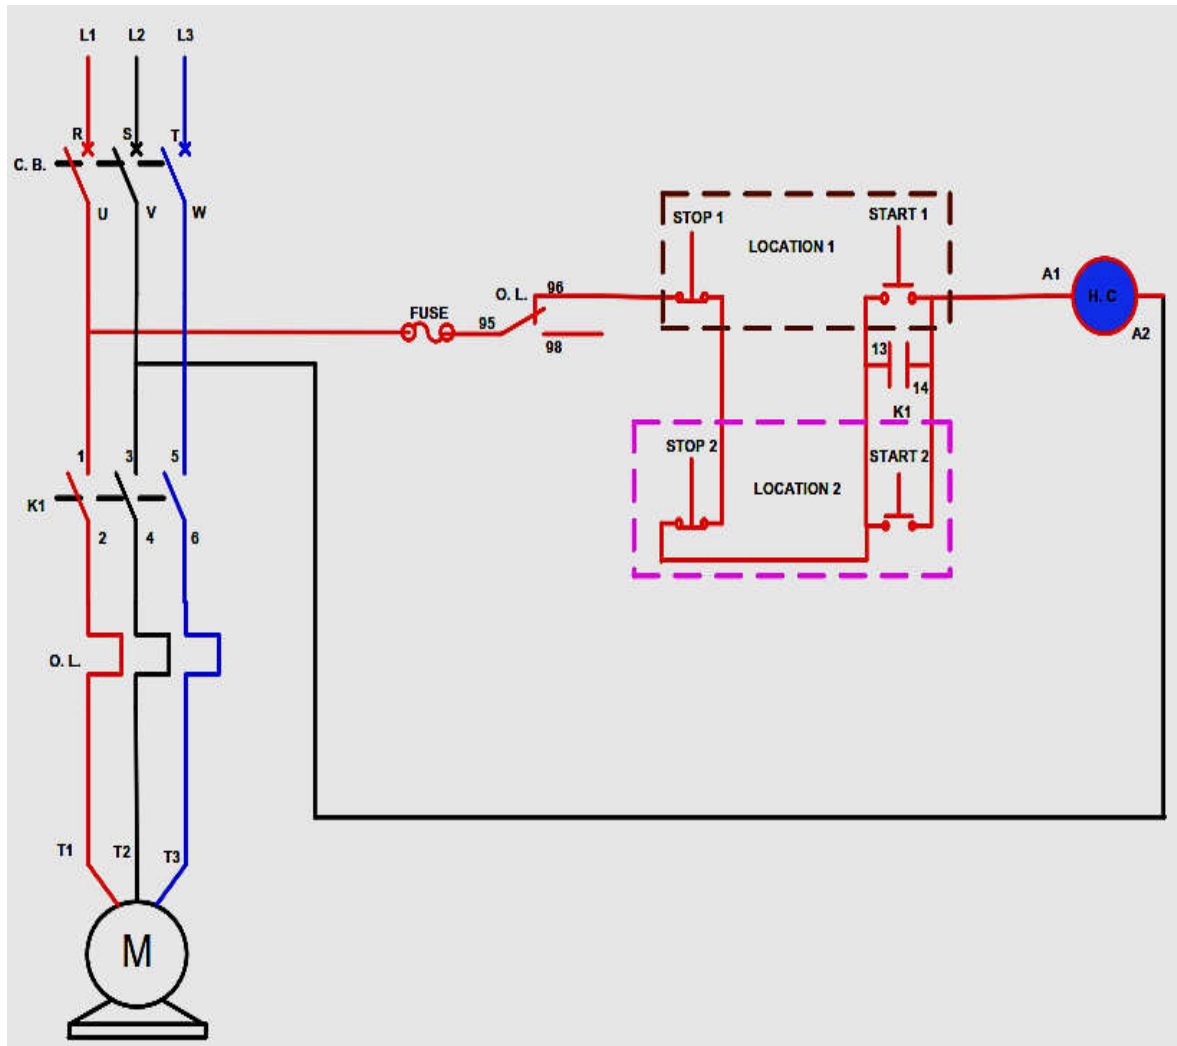 L1 L2 L3
R S T
C. B.
U V W
STOP 1 START 1
LOCATION 1
A1
H. C
A2
O. L. 96
FUSE 95
98
13
14
K1
STOP 2 START 2
LOCATION 2
1 3 5
K1
2 4 6
O. L.
T1 T2 T3
M